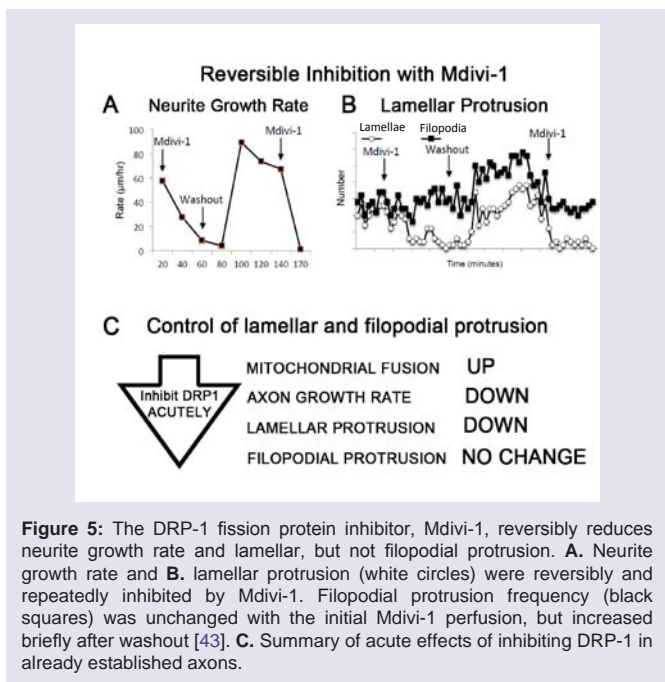 Reversible Inhibition with Mdivi-1
A Neurite Growth Rate
B Lamellar Protrusion
Rate (µm/hr)
100
80
60
40
20
0
Mdivi-1
Washout
Mdivi-1
20 40 60 80 100 120 140 170
Lamellae Filopodia
Mdivi-1
Washout
Mdivi-1
Number
Time (minutes)
C Control of lamellar and filopodial protrusion
Inhibit DRP1
ACUTELY
MITOCHONDRIAL FUSION UP
AXON GROWTH RATE DOWN
LAMELLAR PROTRUSION DOWN
FILOPODIAL PROTRUSION NO CHANGE
Figure 5: The DRP-1 fission protein inhibitor, Mdivi-1, reversibly reduces
neurite growth rate and lamellar, but not filopodial protrusion. A. Neurite
growth rate and B. lamellar protrusion (white circles) were reversibly and
repeatedly inhibited by Mdivi-1. Filopodial protrusion frequency (black
squares) was unchanged with the initial Mdivi-1 perfusion, but increased
briefly after washout [43]. C. Summary of acute effects of inhibiting DRP-1 in
already established axons.